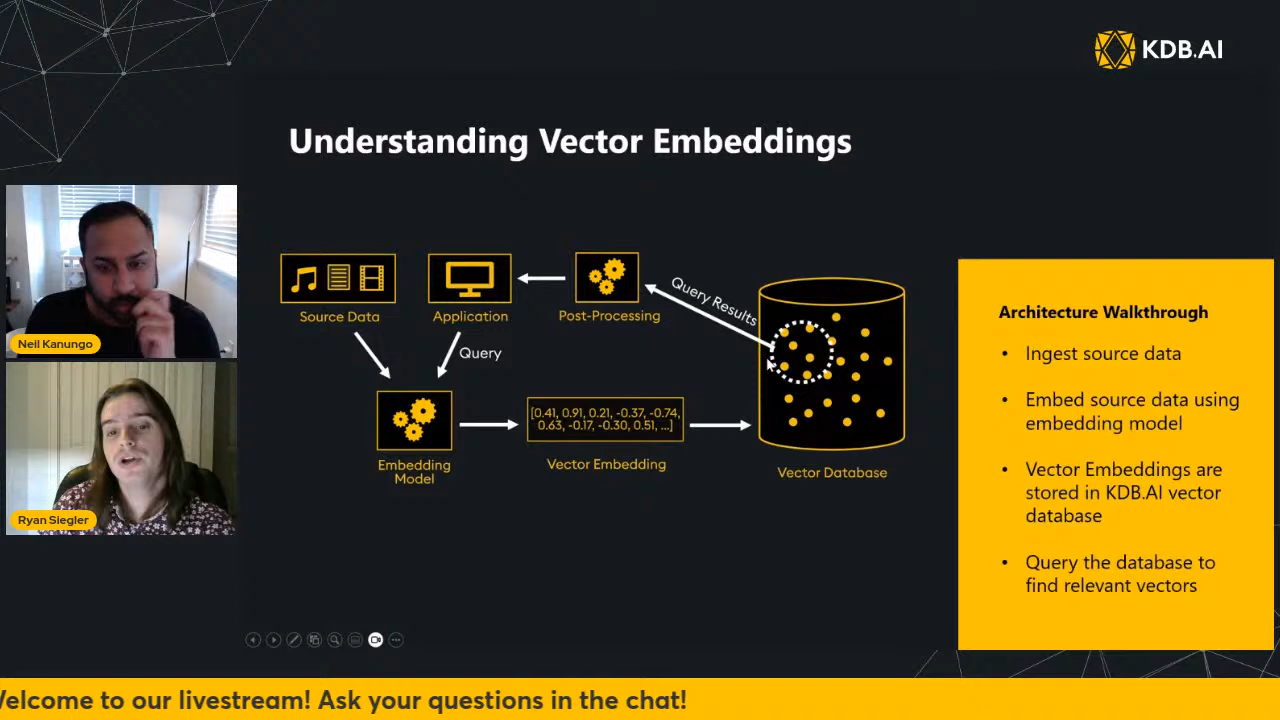 KDB.AI
Understanding Vector Embeddings
Neil Kanungo
Ryan Siegler
Source Data
Application
Post-Processing
Query Results
Query
[0.41, 0.91, 0.21, -0.37, -0.74,
0.63, -0.17, -0.30, 0.51, ...]
Embedding
Model
Vector Embedding
Vector Database
Architecture Walkthrough
• Ingest source data
• Embed source data using
embedding model
• Vector Embeddings are
stored in KDB.AI vector
database
• Query the database to
find relevant vectors
elcome to our livestream! Ask your questions in the chat!